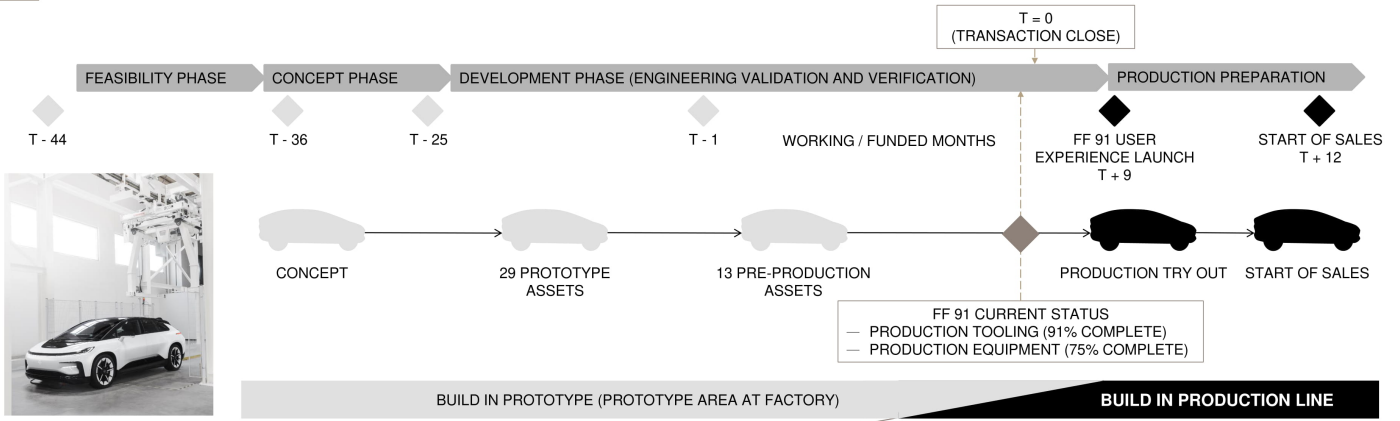 T = 0
(TRANSACTION CLOSE)
FEASIBILITY PHASE
CONCEPT PHASE
DEVELOPMENT PHASE (ENGINEERING VALIDATION AND VERIFICATION)
PRODUCTION PREPARATION
T - 44
T - 36
T - 25
T - 1
WORKING / FUNDED MONTHS
FF 91 USER
EXPERIENCE LAUNCH
T + 9
START OF SALES
T + 12
CONCEPT
29 PROTOTYPE
ASSETS
13 PRE-PRODUCTION
ASSETS
PRODUCTION TRY OUT
START OF SALES
FF 91 CURRENT STATUS
— PRODUCTION TOOLING (91% COMPLETE)
— PRODUCTION EQUIPMENT (75% COMPLETE)
BUILD IN PROTOTYPE (PROTOTYPE AREA AT FACTORY)
BUILD IN PRODUCTION LINE